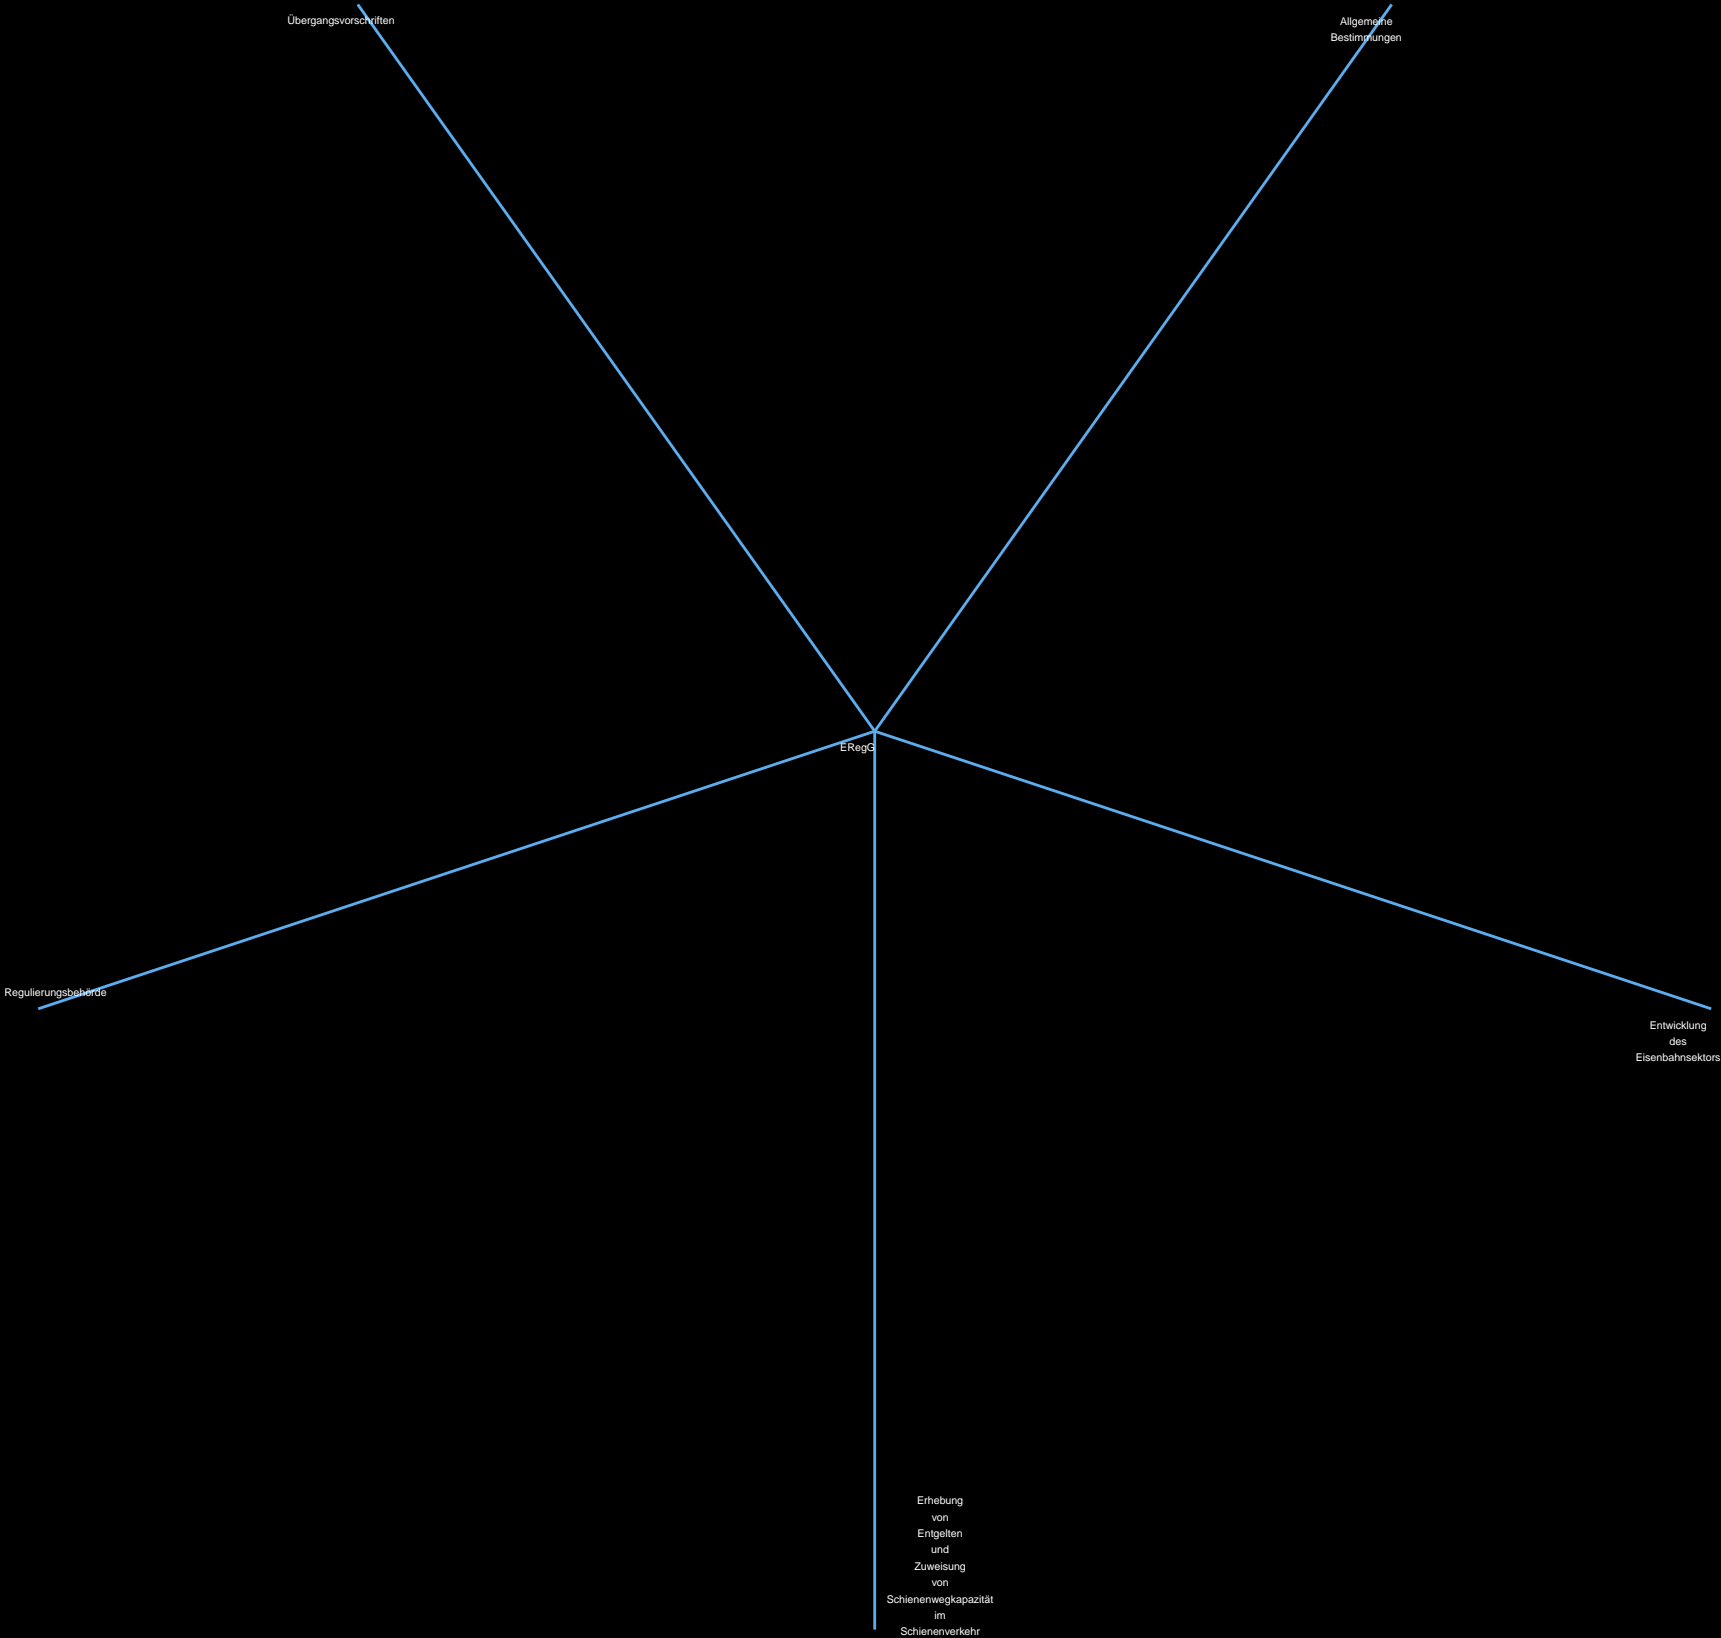 Übergangsvorschriften
Allgemeine
Bestimmungen
ERegG
Regulierungsbehörde
Entwicklung
des
Eisenbahnsektors
Erhebung
von
Entgelten
und
Zuweisung
von
Schienenwegkapazität
im
Schienenverkehr